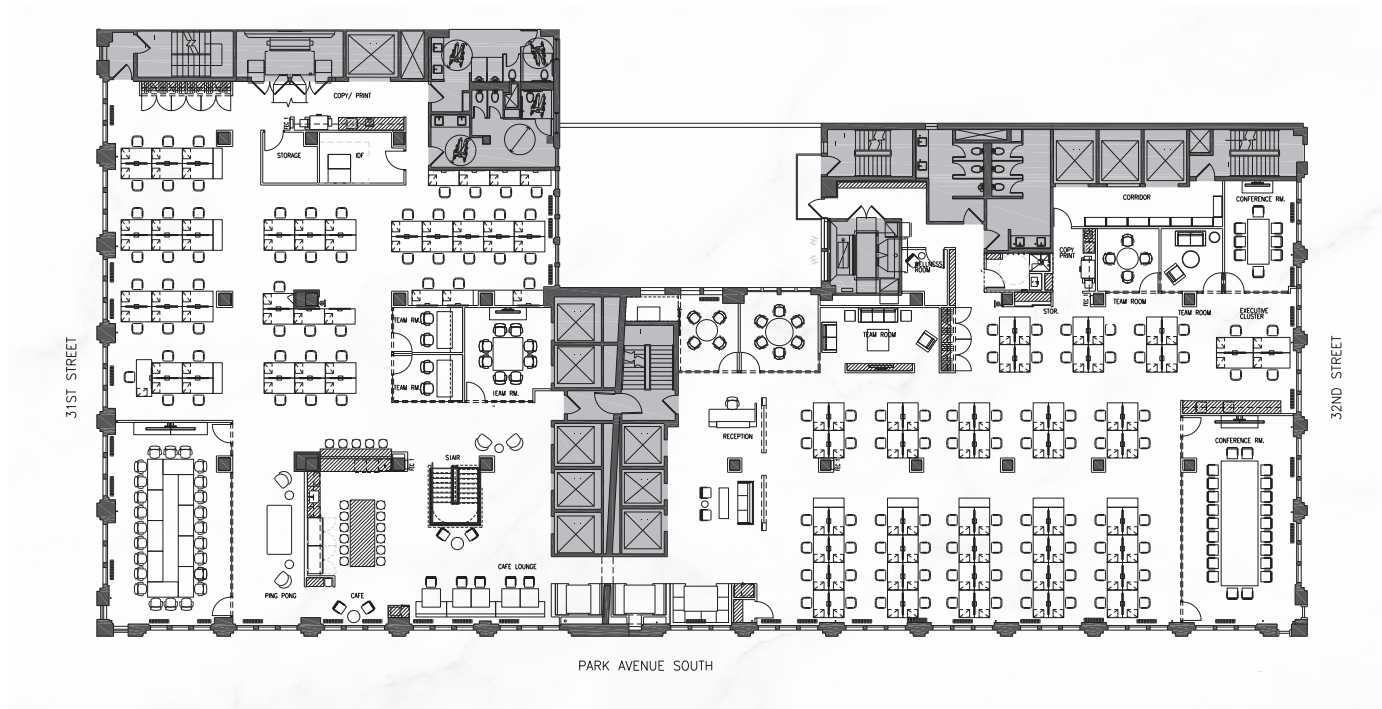 COPY/ PRINT
STORAGE
IDF
CORRIDOR
CONFERENCE RM.
COPY
PRINT
WELLNESS
ROOM
TEAM ROOM
STOR.
TEAM ROOM
EXECUTIVE
CLUSTER
TEAM RM.
TEAM ROOM
TEAM RM.
TEAM RM.
31ST STREET
32ND STREET
RECEPTION
CONFERENCE RM.
STAIR
CAFE LOUNGE
PING PONG
CAFE
PARK AVENUE SOUTH